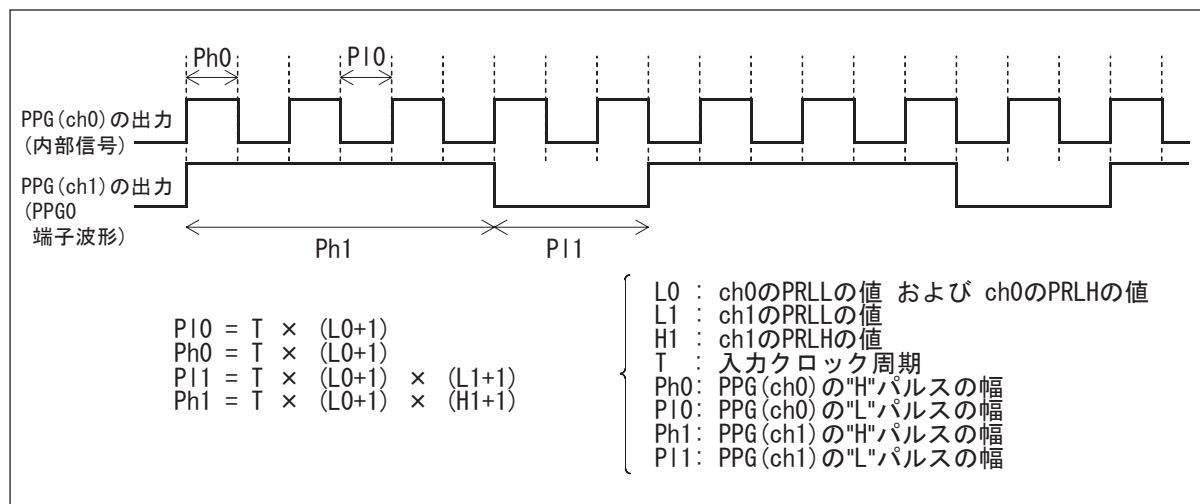 Ph0
Pl0
PPG(ch0)の出力
(内部信号)
PPG(ch1)の出力
(PPG0
端子波形)
Ph1
Pl1
Pl0 = T × (L0+1)
Ph0 = T × (L0+1)
Pl1 = T × (L0+1) × (L1+1)
Ph1 = T × (L0+1) × (H1+1)
L0 : ch0のPRLLの値 および ch0のPRLHの値
L1 : ch1のPRLLの値
H1 : ch1のPRLHの値
T : 入力クロック周期
Ph0: PPG(ch0)の"H"パルスの幅
Pl0: PPG(ch0)の"L"パルスの幅
Ph1: PPG(ch1)の"H"パルスの幅
Pl1: PPG(ch1)の"L"パルスの幅